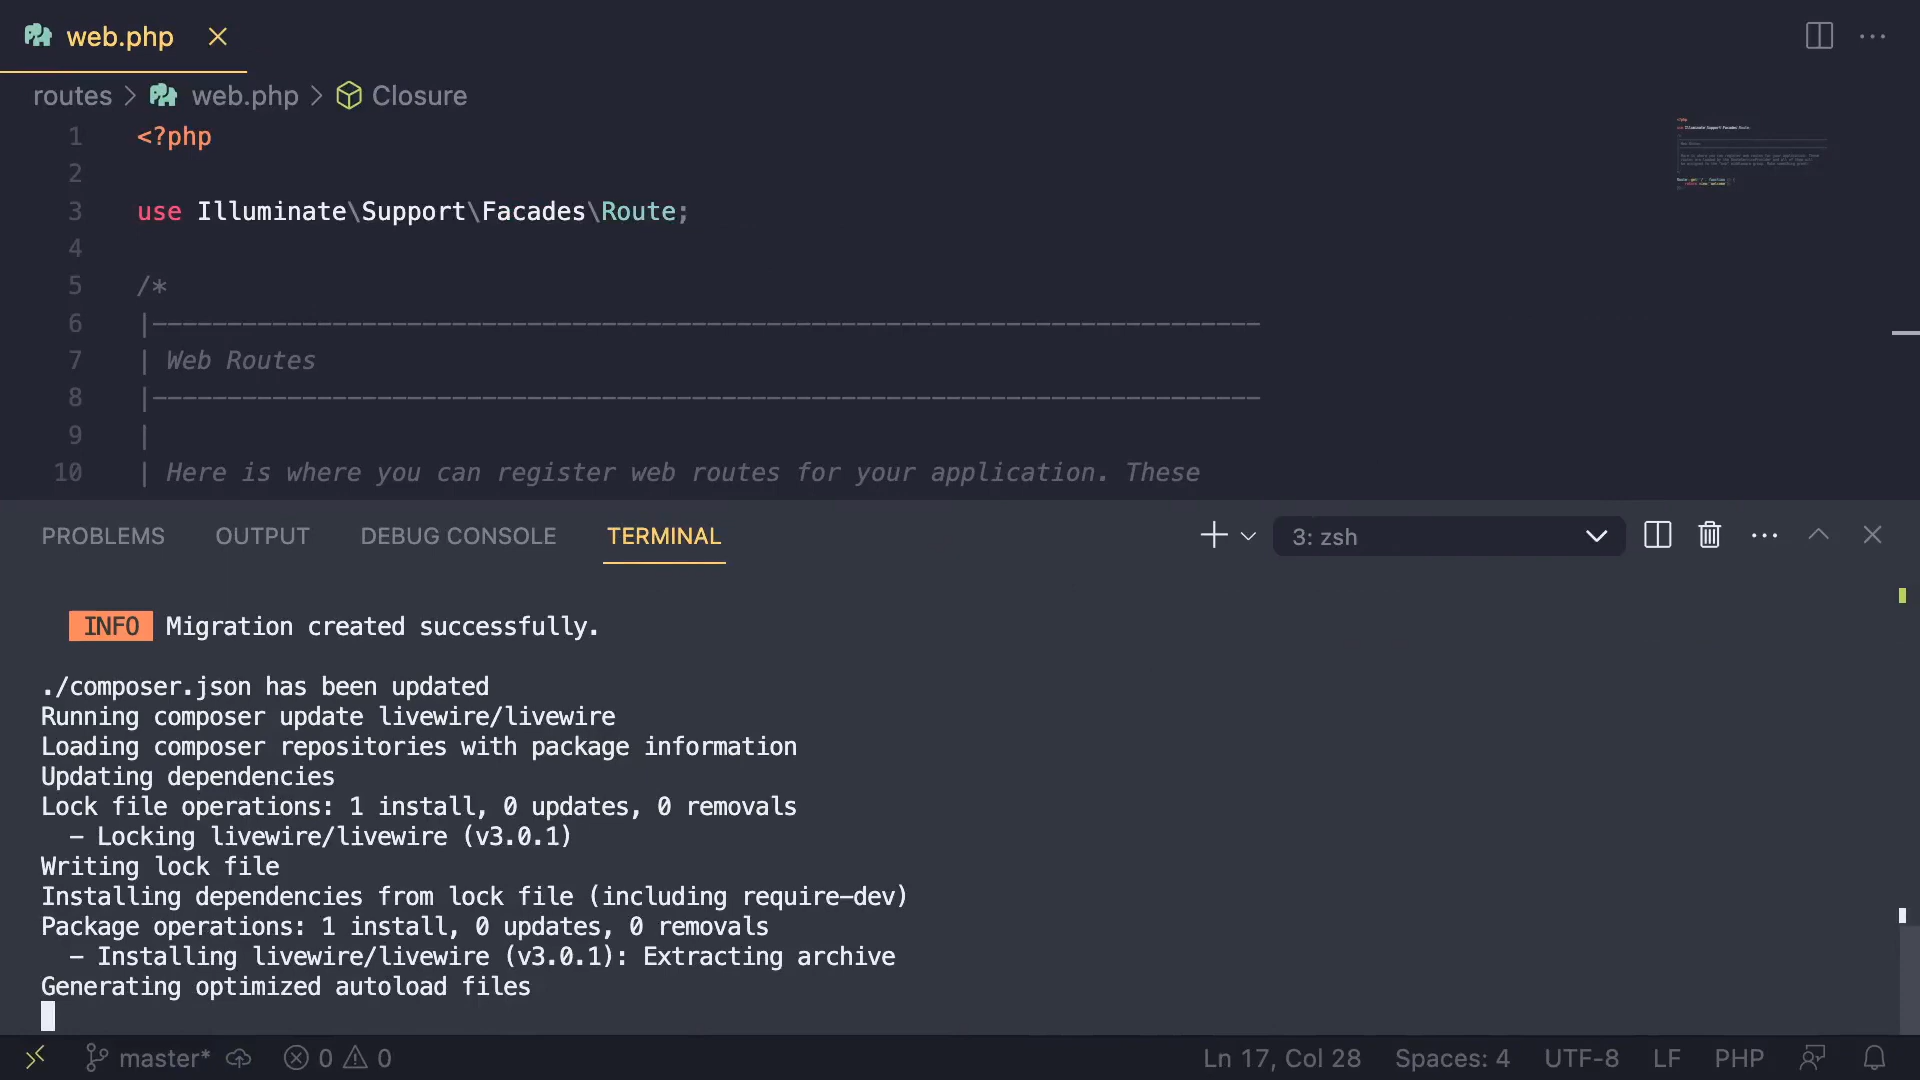 web.php
routes > web.php > Closure
1 <?php
2
3 use Illuminate\Support\Facades\Route;
4
5 /*
6 |--------------------------------------------------------------------------
7 | Web Routes
8 |--------------------------------------------------------------------------
9 |
10 | Here is where you can register web routes for your application. These
PROBLEMS OUTPUT DEBUG CONSOLE TERMINAL 3: zsh
INFO Migration created successfully.
./composer.json has been updated
Running composer update livewire/livewire
Loading composer repositories with package information
Updating dependencies
Lock file operations: 1 install, 0 updates, 0 removals
- Locking livewire/livewire (v3.0.1)
Writing lock file
Installing dependencies from lock file (including require-dev)
Package operations: 1 install, 0 updates, 0 removals
- Installing livewire/livewire (v3.0.1): Extracting archive
Generating optimized autoload files
master* 0 0 Ln 17, Col 28 Spaces: 4 UTF-8 LF PHP